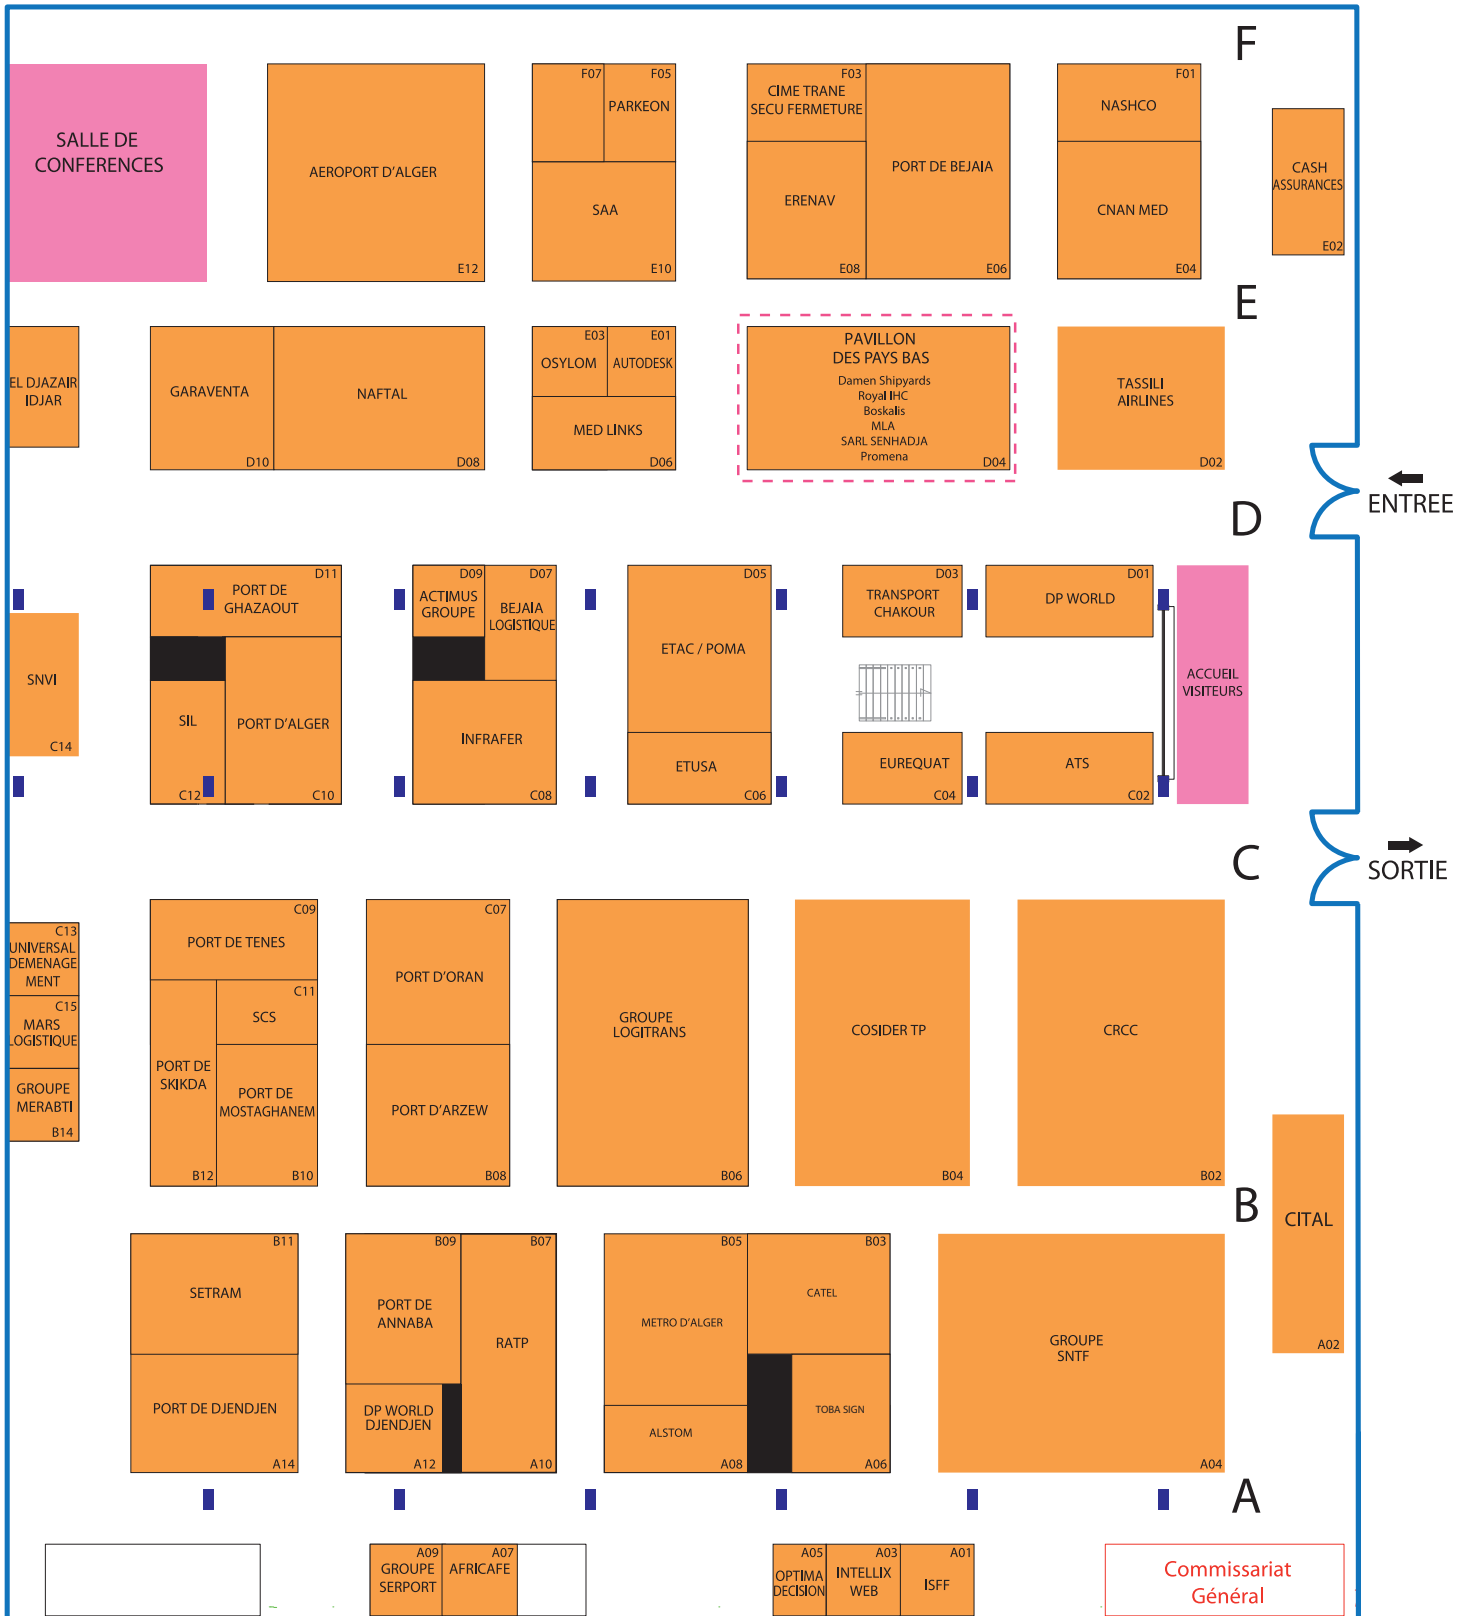 F
SALLE DE
CONFERENCES
AEROPORT D'ALGER
E12
F07
F05
PARKEON
SAA
E10
F03
CIME TRANE
SECU FERMETURE
ERENAV
E08
PORT DE BEJAIA
E06
F01
NASHCO
CNAN MED
E04
CASH
ASSURANCES
E02
E
EL DJAZAIR
IDJAR
GARAVENTA
D10
NAFTAL
D08
E03
OSYLOM
E01
AUTODESK
MED LINKS
D06
PAVILLON
DES PAYS BAS
Damen Shipyards
Royal IHC
Boskalis
MLA
SARL SENHADJA
Promena
D04
TASSILI
AIRLINES
D02
ENTREE
D
SNVI
C14
D11
PORT DE
GHAZAOUT
SIL
C12
PORT D'ALGER
C10
D09
ACTIMUS
GROUPE
D07
BEJAIA
LOGISTIQUE
INFRAFER
C08
D05
ETAC / POMA
ETUSA
C06
D03
TRANSPORT
CHAKOUR
D01
DP WORLD
EUREQUAT
C04
ATS
C02
ACCUEIL
VISITEURS
C
SORTIE
C13
UNIVERSAL
DEMENAGE
MENT
C15
MARS
LOGISTIQUE
GROUPE
MERABTI
B14
C09
PORT DE TENES
C11
SCS
PORT DE
SKIKDA
B12
PORT DE
MOSTAGHANEM
B10
C07
PORT D'ORAN
PORT D'ARZEW
B08
GROUPE
LOGITRANS
B06
COSIDER TP
B04
CRCC
B02
B
CITAL
A02
B11
SETRAM
PORT DE DJENDJEN
A14
B09
PORT DE
ANNABA
DP WORLD
DJENDJEN
A12
B07
RATP
A10
B05
METRO D'ALGER
ALSTOM
A08
B03
CATEL
TOBA SIGN
A06
GROUPE
SNTF
A04
A
A09
GROUPE
SERPORT
A07
AFRICAFE
A05
OPTIMA
DECISION
A03
INTELLIX
WEB
A01
ISFF
Commissariat
Général